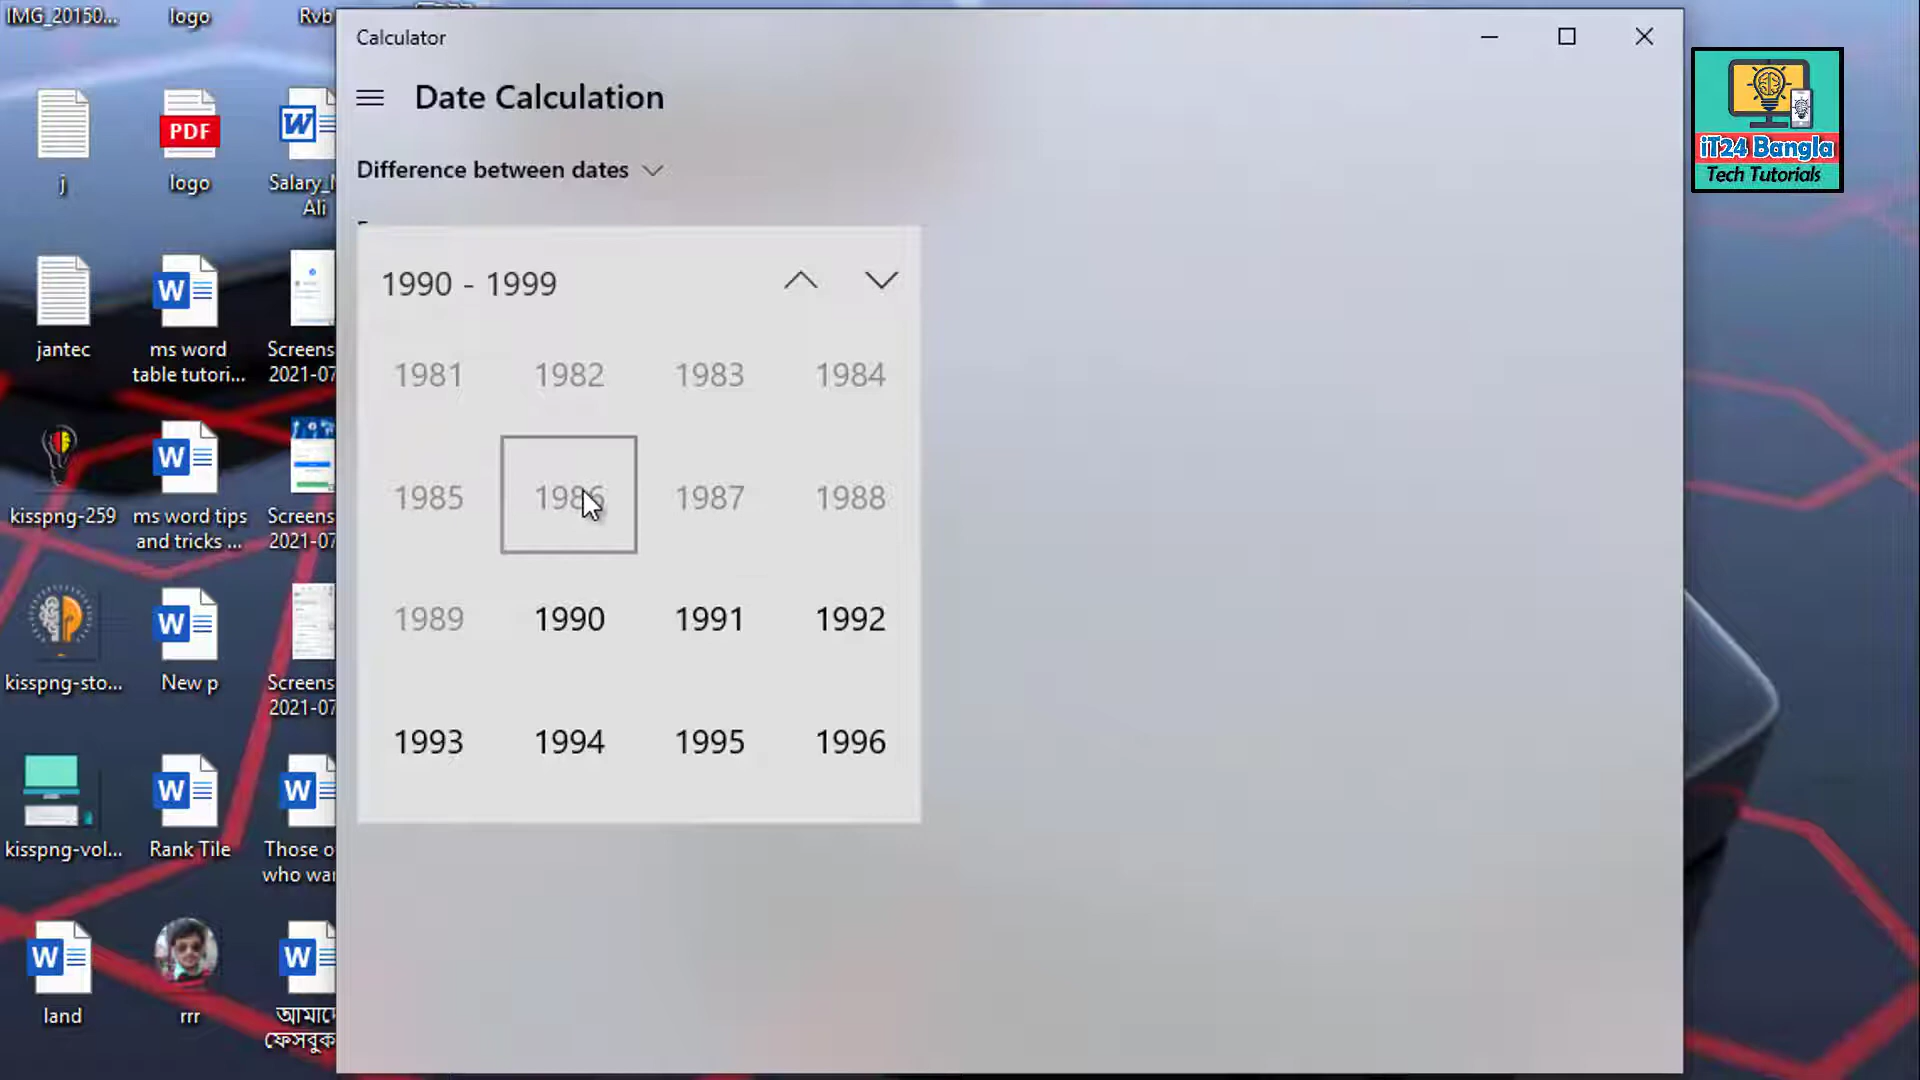 IMG_20150...
logo
Rvb
j
logo
Salary_
Ali
PDF
jantec
ms word
table tutori...
Screens
2021-07
kisspng-259
ms word tips
and tricks ...
Screens
2021-07
kisspng-sto...
New p
Screens
2021-07
kisspng-vol...
Rank Tile
Those o
who wa
land
rrr
আমাদে
ফেসবুক
Calculator
Date Calculation
Difference between dates
1990 - 1999
1981 1982 1983 1984
1985 1986 1987 1988
1989 1990 1991 1992
1993 1994 1995 1996
iT24 Bangla
Tech Tutorials